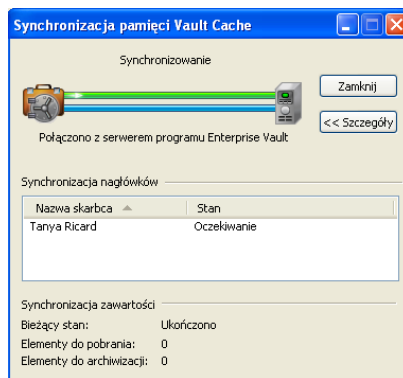 Synchronizacja pamięci Vault Cache
Synchronizowanie
Zamknij
Połączono z serwerem programu Enterprise Vault
<< Szczegóły
Synchronizacja nagłówków
Nazwa skarbca Stan
Tanya Ricard Oczekiwanie
Synchronizacja zawartości
Bieżący stan: Ukończono
Elementy do pobrania: 0
Elementy do archiwizacji: 0